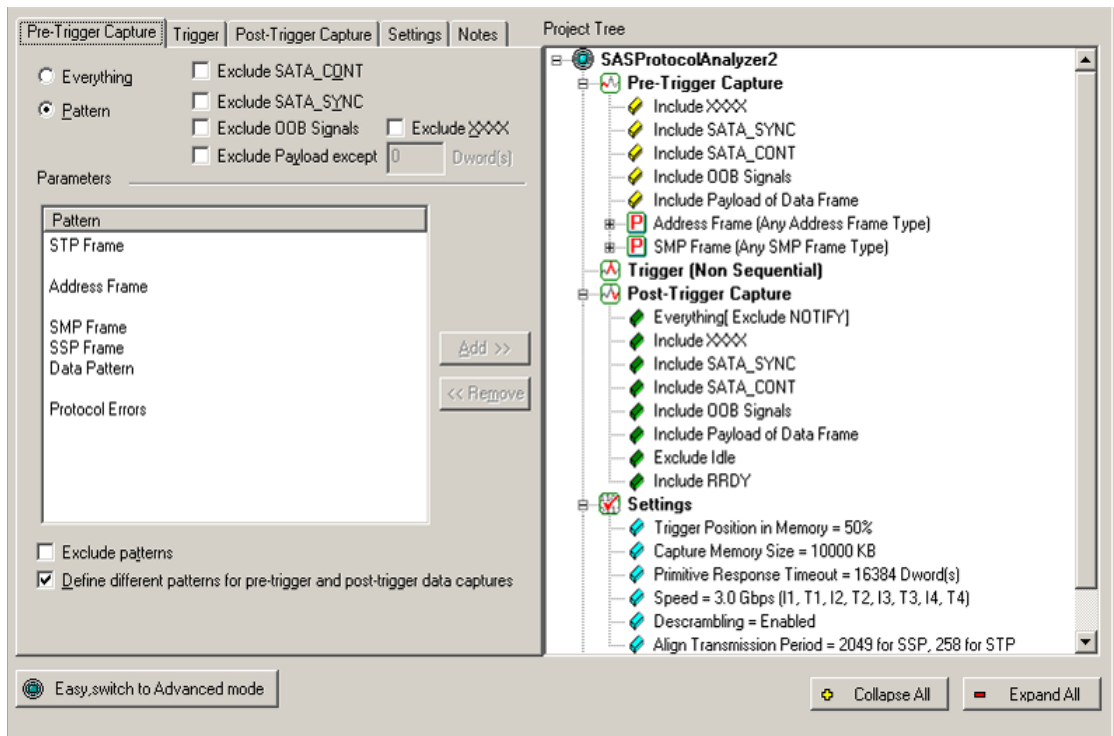 Pre-Trigger Capture
Trigger
Post-Trigger Capture
Settings
Notes
Everything
Pattern
Exclude SATA_CONT
Exclude SATA_SYNC
Exclude OOB Signals
Exclude XXXX
Exclude Payload except
0
Dword(s)
Parameters
Pattern
STP Frame
Address Frame
SMP Frame
SSP Frame
Data Pattern
Protocol Errors
Add >>
<< Remove
Exclude patterns
Define different patterns for pre-trigger and post-trigger data captures
Easy,switch to Advanced mode
Project Tree
SASProtocolAnalyzer2
Pre-Trigger Capture
Include XXXX
Include SATA_SYNC
Include SATA_CONT
Include OOB Signals
Include Payload of Data Frame
P Address Frame (Any Address Frame Type)
P SMP Frame (Any SMP Frame Type)
Trigger (Non Sequential)
Post-Trigger Capture
Everything[ Exclude NOTIFY]
Include XXXX
Include SATA_SYNC
Include SATA_CONT
Include OOB Signals
Include Payload of Data Frame
Exclude Idle
Include RRDY
Settings
Trigger Position in Memory = 50%
Capture Memory Size = 10000 KB
Primitive Response Timeout = 16384 Dword(s)
Speed = 3.0 Gbps (I1, T1, I2, T2, I3, T3, I4, T4)
Descrambling = Enabled
Align Transmission Period = 2049 for SSP, 258 for STP
Collapse All
Expand All